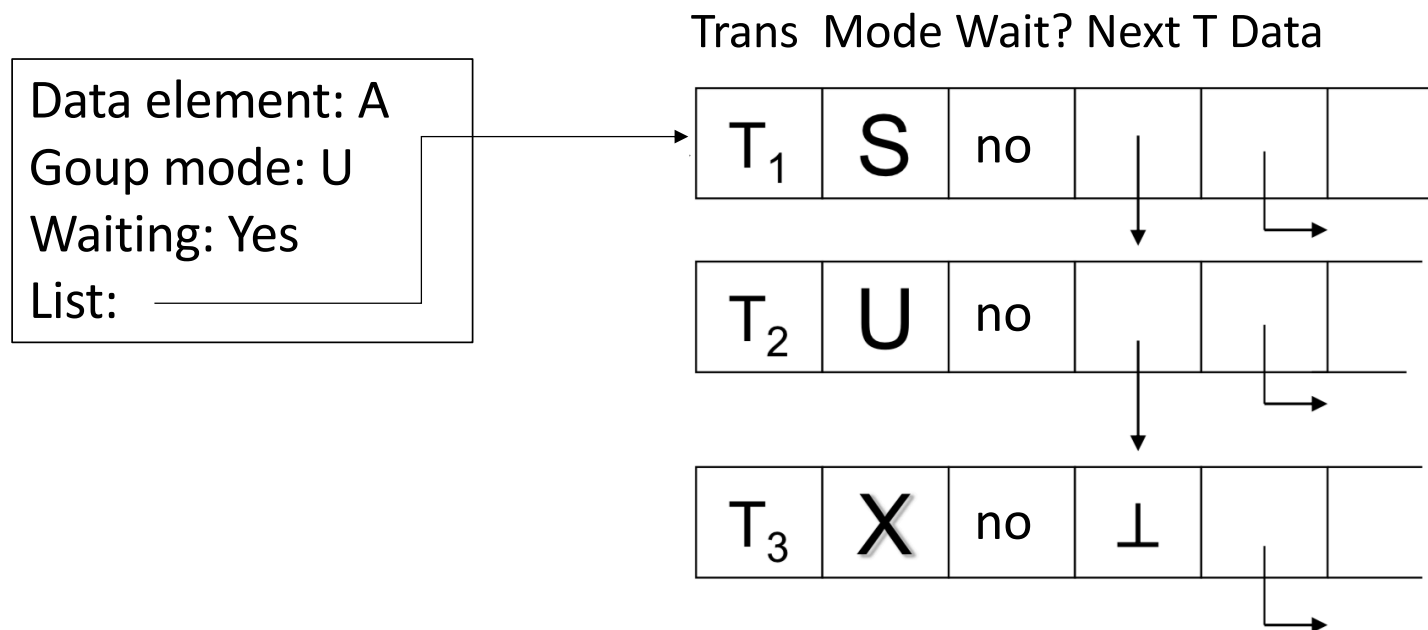 Trans Mode Wait? Next T Data
Data element: A
Goup mode: U
Waiting: Yes
List:
T1 S no
T2 U no
T3 X no ⊥